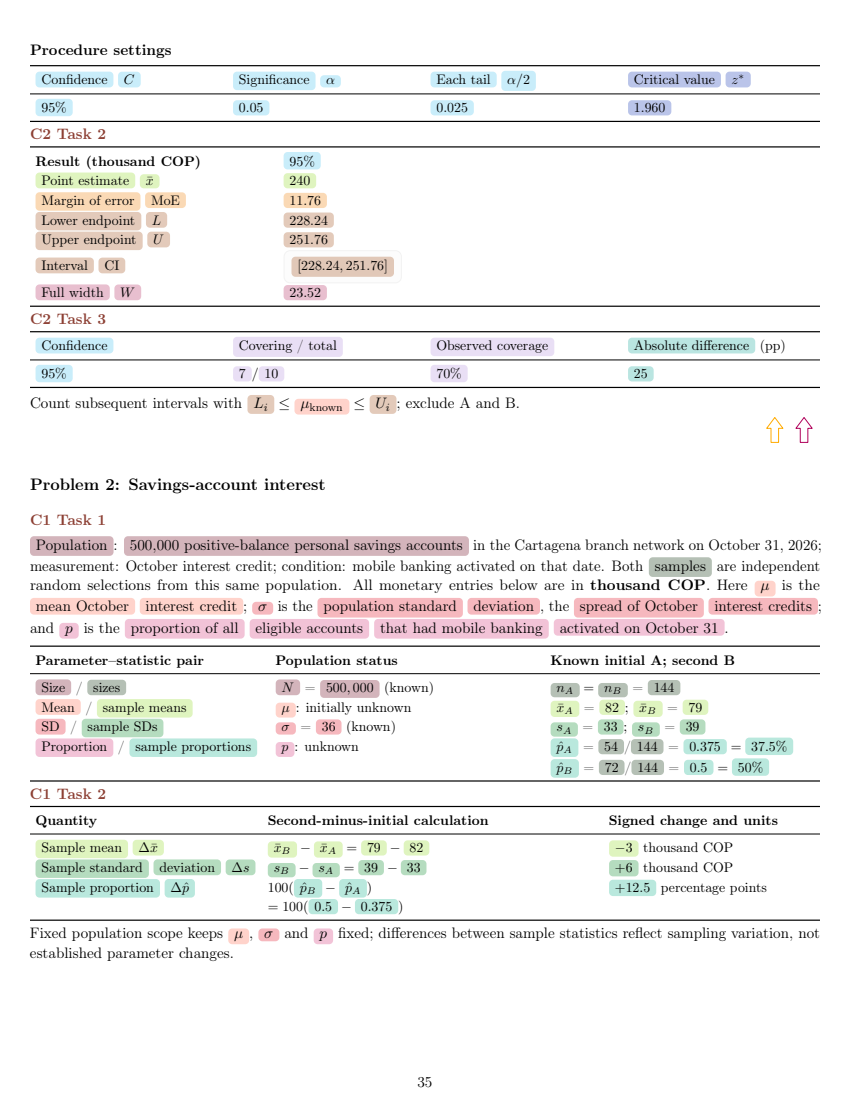 Procedure settings
Confidence C Significance α Each tail α/2 Critical value z*
95% 0.05 0.025 1.960
C2 Task 2
Result (thousand COP) 95%
Point estimate x̄ 240
Margin of error MoE 11.76
Lower endpoint L 228.24
Upper endpoint U 251.76
Interval CI [228.24, 251.76]
Full width W 23.52
C2 Task 3
Confidence Covering / total Observed coverage Absolute difference (pp)
95% 7 / 10 70% 25
Count subsequent intervals with Lᵢ ≤ μ_known ≤ Uᵢ; exclude A and B.
Problem 2: Savings-account interest
C1 Task 1
Population: 500,000 positive-balance personal savings accounts in the Cartagena branch network on October 31, 2026;
measurement: October interest credit; condition: mobile banking activated on that date. Both samples are independent
random selections from this same population. All monetary entries below are in thousand COP. Here μ is the
mean October interest credit; σ is the population standard deviation, the spread of October interest credits;
and p is the proportion of all eligible accounts that had mobile banking activated on October 31.
Parameter–statistic pair Population status Known initial A; second B
Size / sizes N = 500,000 (known) n_A = n_B = 144
Mean / sample means μ: initially unknown x̄_A = 82; x̄_B = 79
SD / sample SDs σ = 36 (known) s_A = 33; s_B = 39
Proportion / sample proportions p: unknown p̂_A = 54/144 = 0.375 = 37.5%
p̂_B = 72/144 = 0.5 = 50%
C1 Task 2
Quantity Second-minus-initial calculation Signed change and units
Sample mean Δx̄ x̄_B − x̄_A = 79 − 82 −3 thousand COP
Sample standard deviation Δs s_B − s_A = 39 − 33 +6 thousand COP
Sample proportion Δp̂ 100(p̂_B − p̂_A) +12.5 percentage points
= 100(0.5 − 0.375)
Fixed population scope keeps μ, σ and p fixed; differences between sample statistics reflect sampling variation, not
established parameter changes.
35